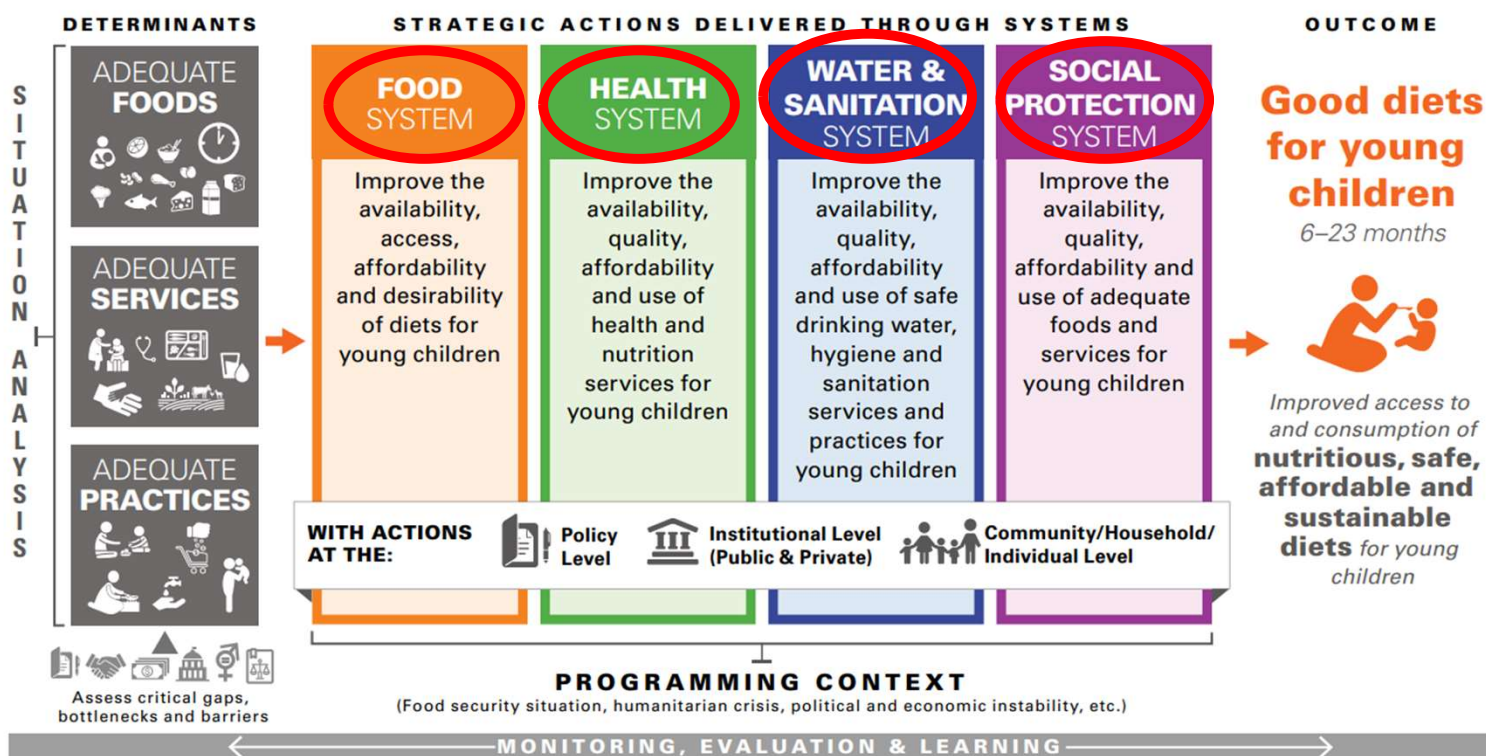 DETERMINANTS
STRATEGIC ACTIONS DELIVERED THROUGH SYSTEMS
OUTCOME
SITUATION ANALYSIS
ADEQUATE
FOODS
ADEQUATE
SERVICES
ADEQUATE
PRACTICES
Assess critical gaps,
bottlenecks and barriers
FOOD
SYSTEM
Improve the
availability,
access,
affordability
and desirability
of diets for
young children
HEALTH
SYSTEM
Improve the
availability,
quality,
affordability
and use of
health and
nutrition
services for
young children
WATER &
SANITATION
SYSTEM
Improve the
availability,
quality,
affordability
and use of safe
drinking water,
hygiene and
sanitation
services and
practices for
young children
SOCIAL
PROTECTION
SYSTEM
Improve the
availability,
quality,
affordability and
use of adequate
foods and
services for
young children
WITH ACTIONS
AT THE:
Policy
Level
Institutional Level
(Public & Private)
Community/Household/
Individual Level
PROGRAMMING CONTEXT
(Food security situation, humanitarian crisis, political and economic instability, etc.)
Good diets
for young
children
6–23 months
Improved access to
and consumption of
nutritious, safe,
affordable and
sustainable
diets for young
children
MONITORING, EVALUATION & LEARNING